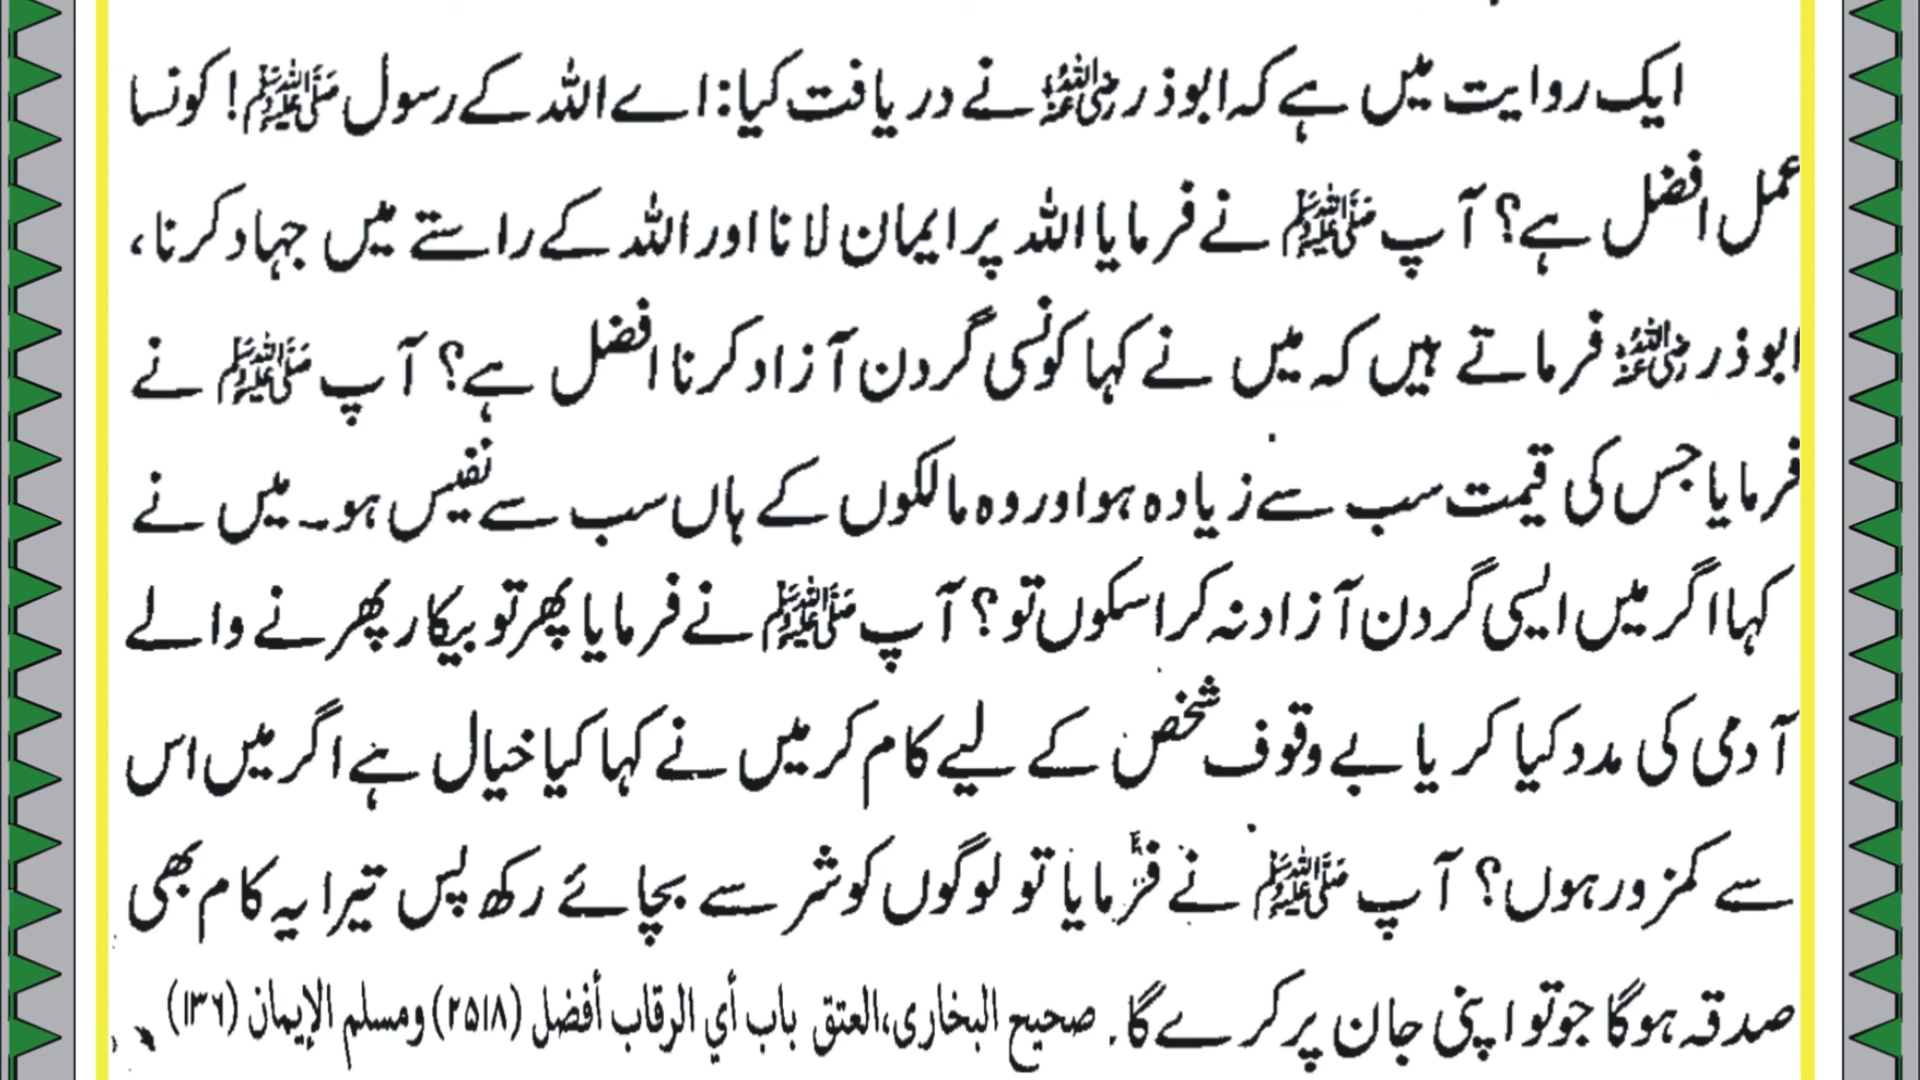 ایک روایت میں ہے کہ ابوذر رضی اللہ عنہ نے دریافت کیا: اے اللہ کے رسول ﷺ! کونسا
عمل افضل ہے؟ آپ ﷺ نے فرمایا اللہ پر ایمان لانا اور اللہ کے راستے میں جہاد کرنا،
ابوذر رضی اللہ عنہ فرماتے ہیں کہ میں نے کہا کونسی گردن آزاد کرنا افضل ہے؟ آپ ﷺ نے
فرمایا جس کی قیمت سب سے زیادہ ہو اور وہ مالکوں کے ہاں سب سے نفیس ہو۔ میں نے
کہا اگر میں ایسی گردن آزاد نہ کرا سکوں تو؟ آپ ﷺ نے فرمایا پھر تو بیکار پھرنے والے
آدمی کی مدد کیا کر یا بے وقوف شخص کے لیے کام کر میں نے کہا کیا خیال ہے اگر میں اس
سے کمزور ہوں؟ آپ ﷺ نے فرمایا تو لوگوں کو شر سے بچائے رکھ پس تیرا یہ کام بھی
صدقہ ہوگا جو تو اپنی جان پر کرے گا. صحیح البخاری،العتق باب أي الرقاب أفضل (۲۵۱۸) ومسلم الإیمان (۱۳۶)